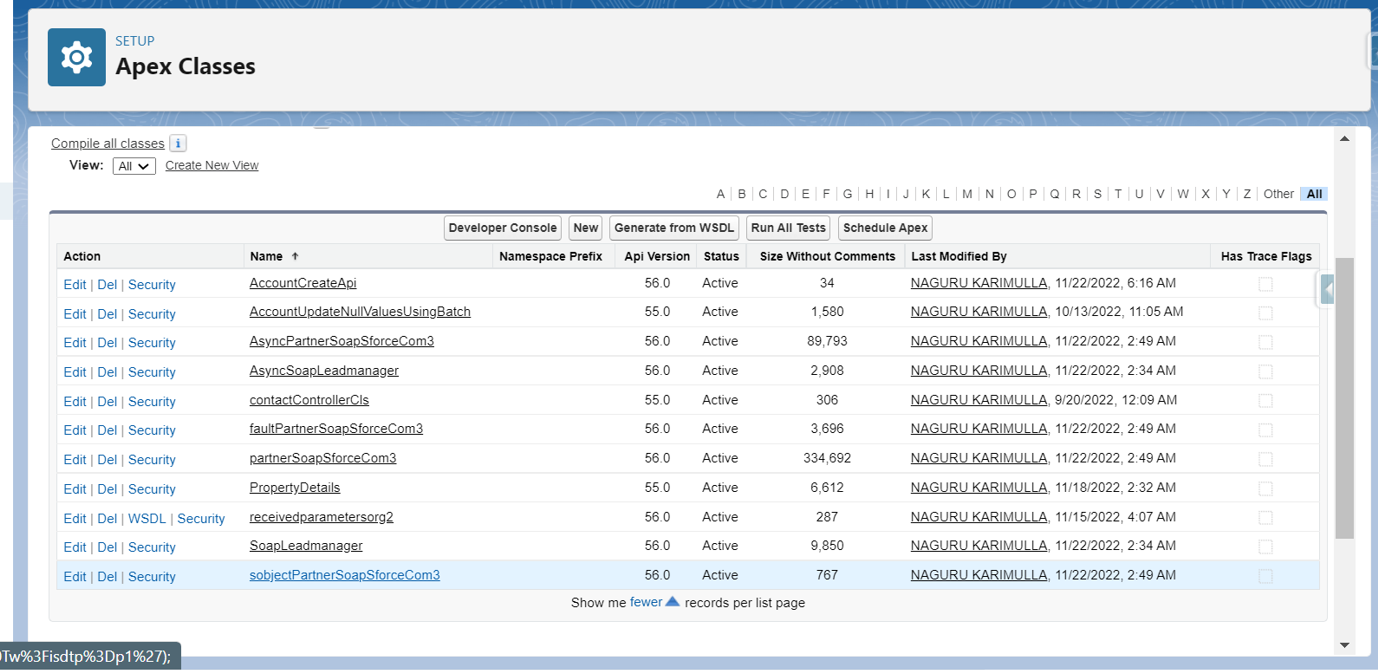 SETUP
Apex Classes
Compile all classes i
View: All Create New View
A | B | C | D | E | F | G | H | I | J | K | L | M | N | O | P | Q | R | S | T | U | V | W | X | Y | Z | Other | All
Developer Console New Generate from WSDL Run All Tests Schedule Apex
Action Name ↑ Namespace Prefix Api Version Status Size Without Comments Last Modified By Has Trace Flags
Edit | Del | Security AccountCreateApi 56.0 Active 34 NAGURU KARIMULLA, 11/22/2022, 6:16 AM
Edit | Del | Security AccountUpdateNullValuesUsingBatch 55.0 Active 1,580 NAGURU KARIMULLA, 10/13/2022, 11:05 AM
Edit | Del | Security AsyncPartnerSoapSforceCom3 56.0 Active 89,793 NAGURU KARIMULLA, 11/22/2022, 2:49 AM
Edit | Del | Security AsyncSoapLeadmanager 56.0 Active 2,908 NAGURU KARIMULLA, 11/22/2022, 2:34 AM
Edit | Del | Security contactControllerCls 55.0 Active 306 NAGURU KARIMULLA, 9/20/2022, 12:09 AM
Edit | Del | Security faultPartnerSoapSforceCom3 56.0 Active 3,696 NAGURU KARIMULLA, 11/22/2022, 2:49 AM
Edit | Del | Security partnerSoapSforceCom3 56.0 Active 334,692 NAGURU KARIMULLA, 11/22/2022, 2:49 AM
Edit | Del | Security PropertyDetails 55.0 Active 6,612 NAGURU KARIMULLA, 11/18/2022, 2:32 AM
Edit | Del | WSDL | Security receivedparametersorg2 56.0 Active 287 NAGURU KARIMULLA, 11/15/2022, 4:07 AM
Edit | Del | Security SoapLeadmanager 56.0 Active 9,850 NAGURU KARIMULLA, 11/22/2022, 2:34 AM
Edit | Del | Security sobjectPartnerSoapSforceCom3 56.0 Active 767 NAGURU KARIMULLA, 11/22/2022, 2:49 AM
Show me fewer ▲ records per list page
Tw%3Fisdtp%3Dp1%27);